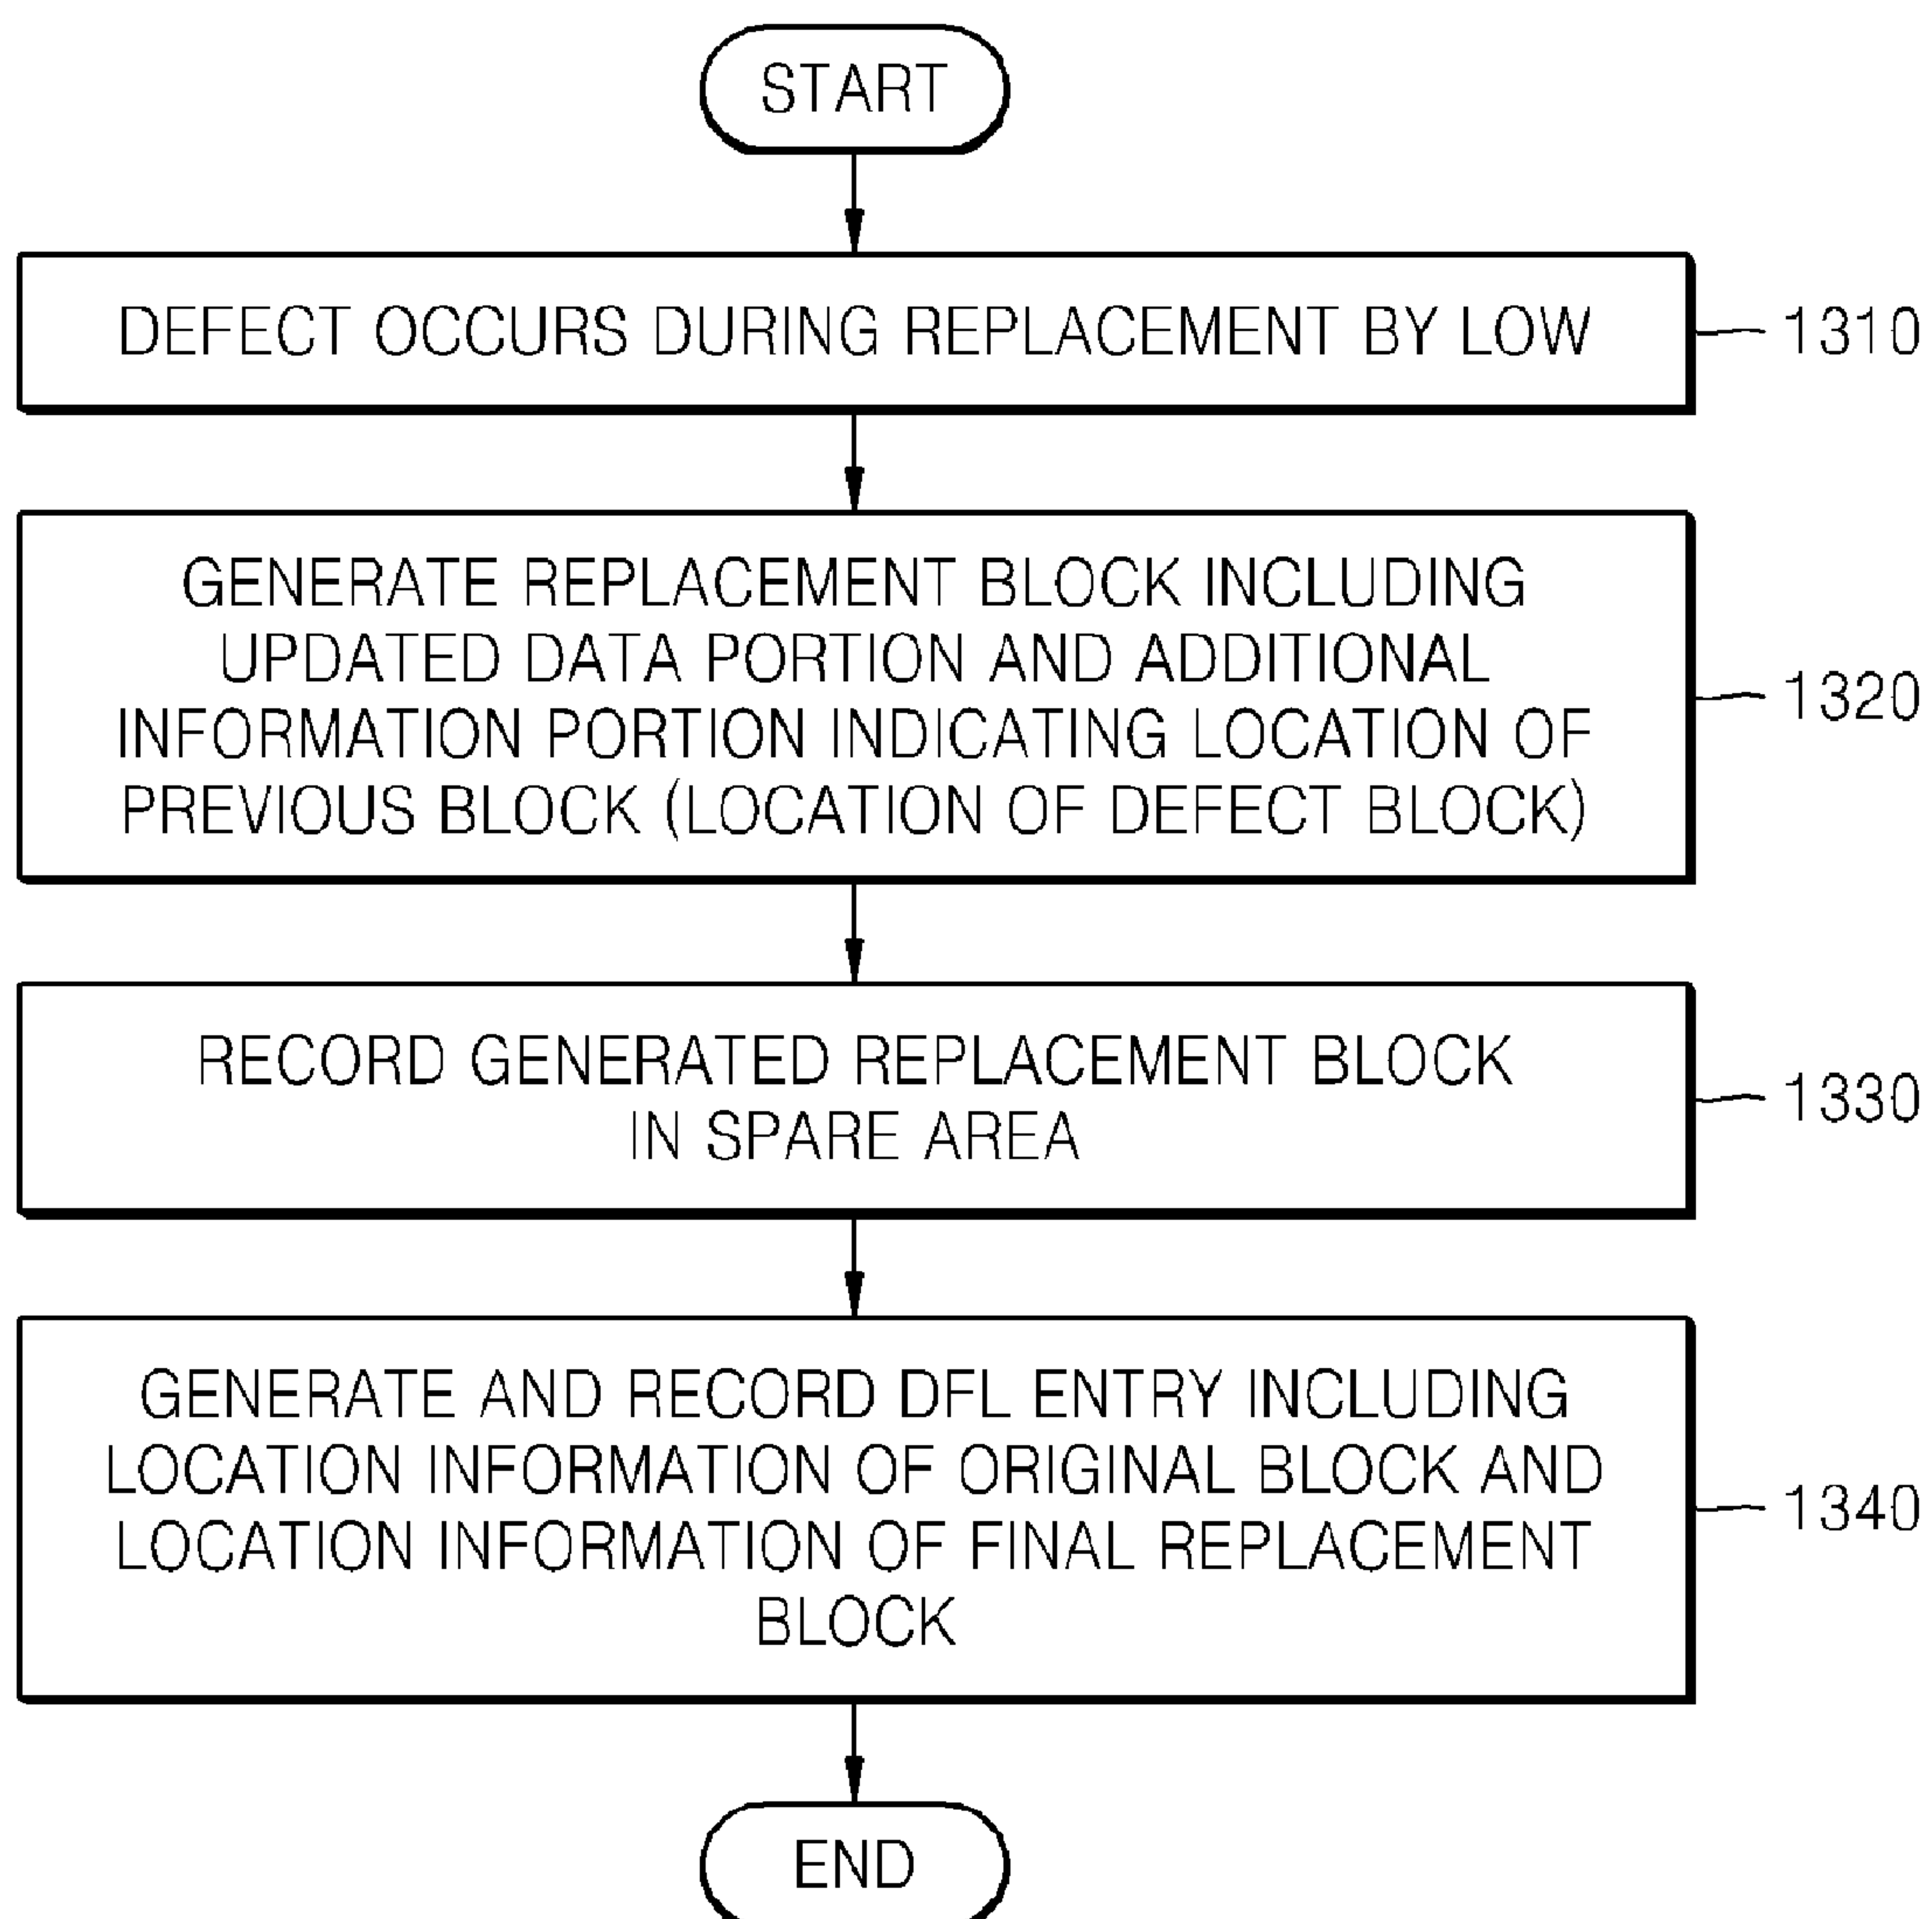 START
DEFECT OCCURS DURING REPLACEMENT BY LOW
1310
GENERATE REPLACEMENT BLOCK INCLUDING
UPDATED DATA PORTION AND ADDITIONAL
INFORMATION PORTION INDICATING LOCATION OF
PREVIOUS BLOCK (LOCATION OF DEFECT BLOCK)
1320
RECORD GENERATED REPLACEMENT BLOCK
IN SPARE AREA
1330
GENERATE AND RECORD DFL ENTRY INCLUDING
LOCATION INFORMATION OF ORIGINAL BLOCK AND
LOCATION INFORMATION OF FINAL REPLACEMENT
BLOCK
1340
END